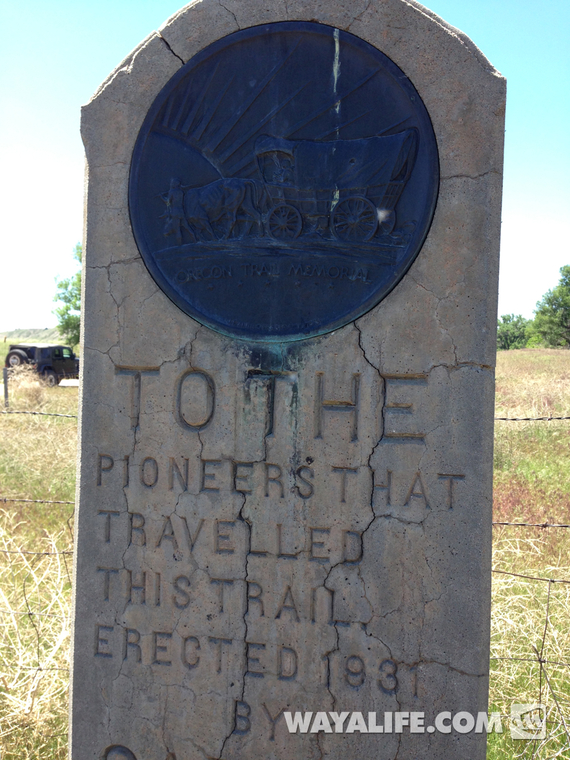 OREGON TRAIL MEMORIAL
TO THE
PIONEERS THAT
TRAVELLED
THIS TRAIL.
ERECTED 1931
BY
WAYALIFE.COM